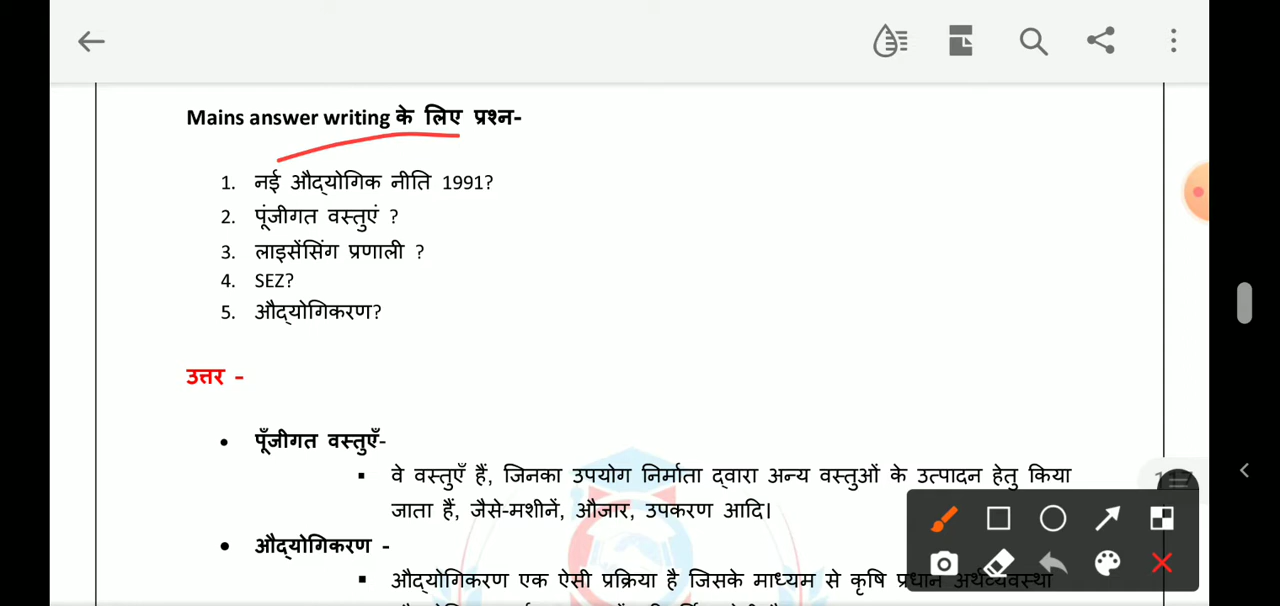 Mains answer writing के लिए प्रश्न-
1. नई औद्योगिक नीति 1991?
2. पूंजीगत वस्तुएं ?
3. लाइसेंसिंग प्रणाली ?
4. SEZ?
5. औद्योगिकरण?
उत्तर -
• पूँजीगत वस्तुएँ-
▪ वे वस्तुएँ हैं, जिनका उपयोग निर्माता द्वारा अन्य वस्तुओं के उत्पादन हेतु किया
जाता हैं, जैसे-मशीनें, औजार, उपकरण आदि।
• औद्योगिकरण -
▪ औद्योगिकरण एक ऐसी प्रक्रिया है जिसके माध्यम से कृषि प्रधान अर्थव्यवस्था